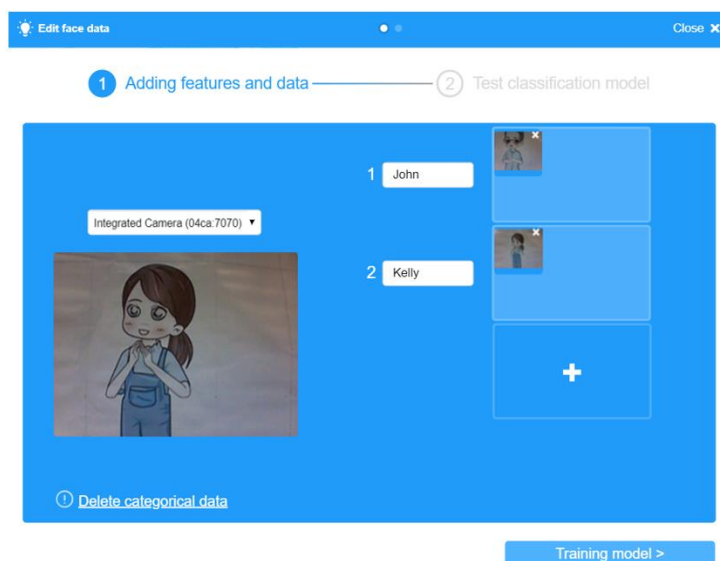 Edit face data
Close ×
1 Adding features and data
2 Test classification model
1 John
Integrated Camera (04ca:7070) ▼
2 Kelly
+
! Delete categorical data
Training model >